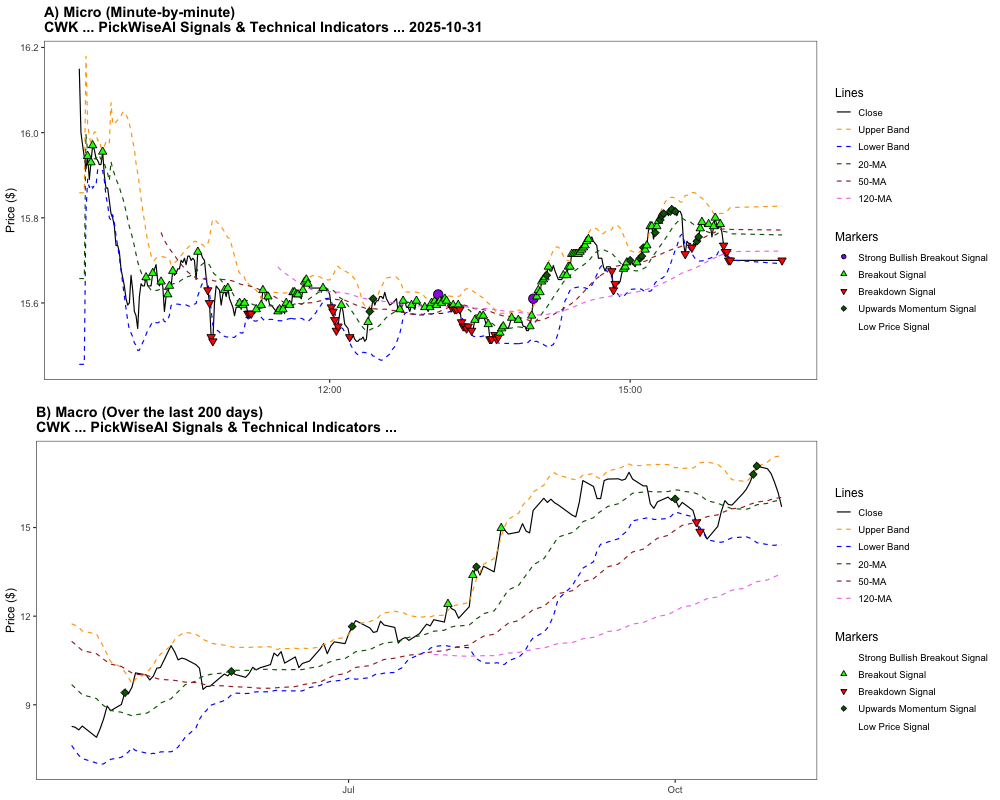 A) Micro (Minute-by-minute)
CWK ... PickWiseAI Signals & Technical Indicators ... 2025-10-31
16.2
16.0
15.8
15.6
Price ($)
12:00
15:00
Lines
Close
Upper Band
Lower Band
20-MA
50-MA
120-MA
Markers
Strong Bullish Breakout Signal
Breakout Signal
Breakdown Signal
Upwards Momentum Signal
Low Price Signal
B) Macro (Over the last 200 days)
CWK ... PickWiseAI Signals & Technical Indicators ...
15
12
9
Price ($)
Jul
Oct
Lines
Close
Upper Band
Lower Band
20-MA
50-MA
120-MA
Markers
Strong Bullish Breakout Signal
Breakout Signal
Breakdown Signal
Upwards Momentum Signal
Low Price Signal